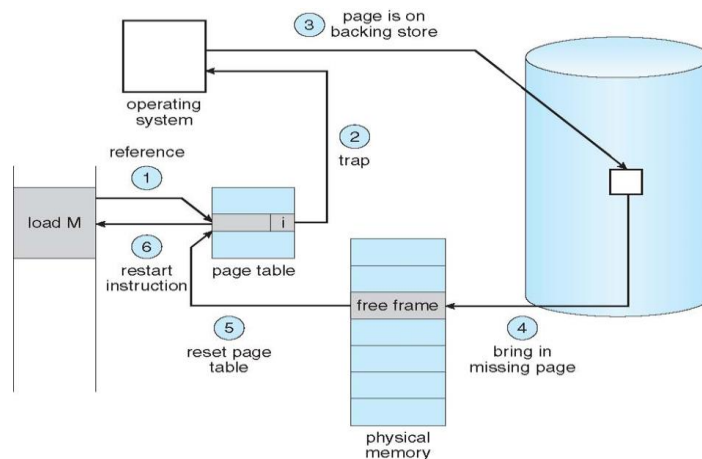 3
page is on
backing store
operating
system
2
trap
reference
1
load M
i
6
restart
instruction
page table
free frame
5
reset page
table
4
bring in
missing page
physical
memory